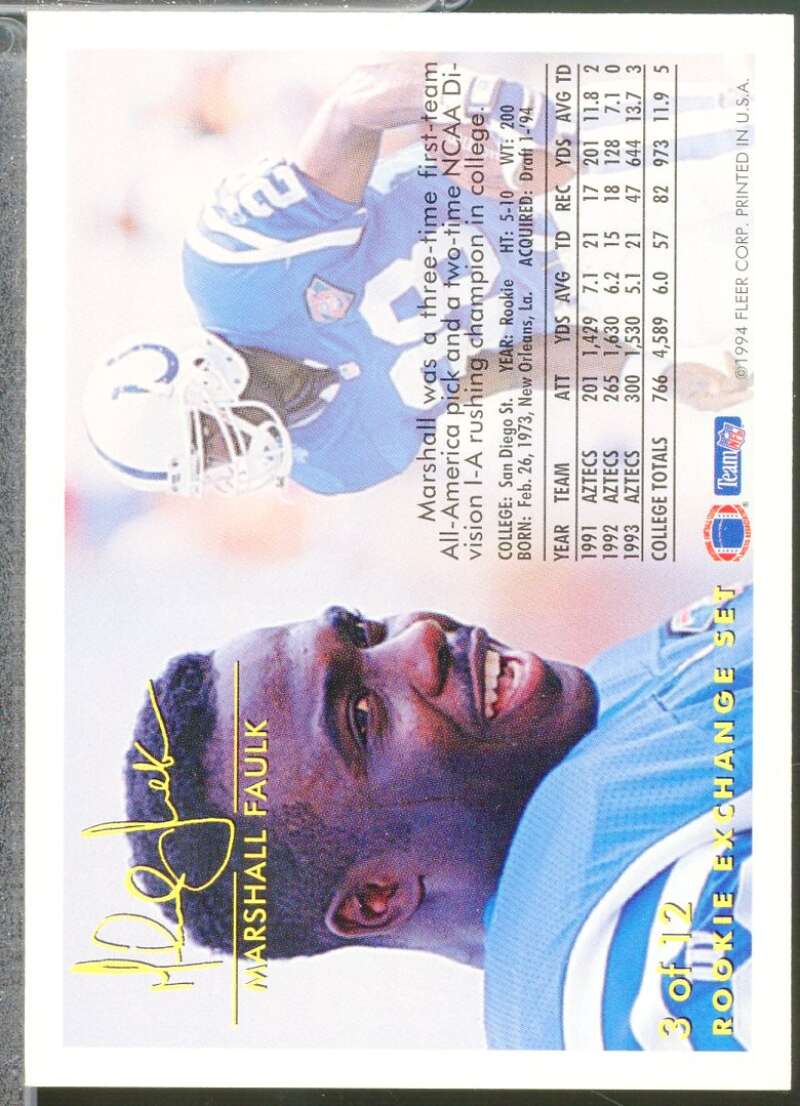 Marshall Faulk
MARSHALL FAULK
Marshall was a three-time first-team
All-America pick and a two-time NCAA Di-
vision I-A rushing champion in college.
COLLEGE: San Diego St. YEAR: Rookie HT: 5-10 WT: 200
BORN: Feb. 26, 1973, New Orleans, La. ACQUIRED: Draft 1-'94
YEAR TEAM ATT YDS AVG TD REC YDS AVG TD
1991 AZTECS 201 1,429 7.1 21 17 201 11.8 2
1992 AZTECS 265 1,630 6.2 15 18 128 7.1 0
1993 AZTECS 300 1,530 5.1 21 47 644 13.7 3
COLLEGE TOTALS 766 4,589 6.0 57 82 973 11.9 5
3 of 12
ROOKIE EXCHANGE SET
Team NFL
©1994 FLEER CORP. PRINTED IN U.S.A.
28